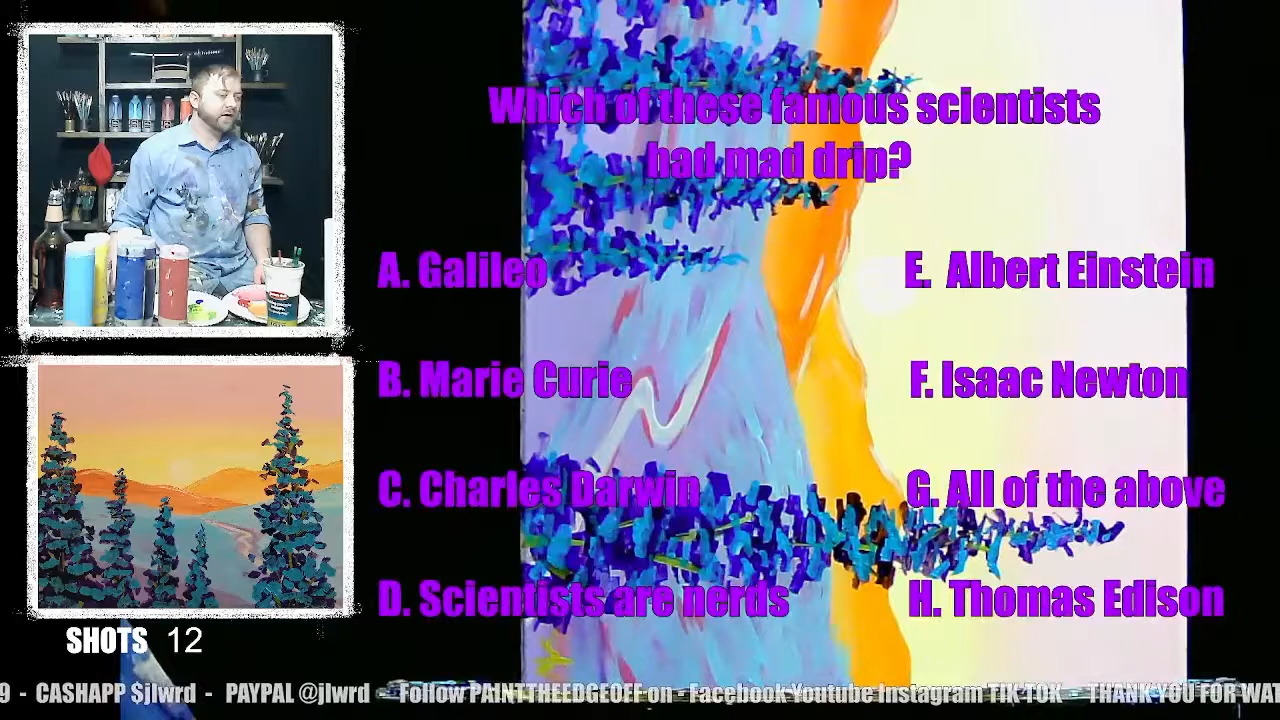 Which of these famous scientists
had mad drip?
A. Galileo
E. Albert Einstein
B. Marie Curie
F. Isaac Newton
C. Charles Darwin
G. All of the above
D. Scientists are nerds
H. Thomas Edison
SHOTS 12
9 - CASHAPP $jlwrd - PAYPAL @jlwrd - Follow PAINTTHEEDGEOFF on - Facebook Youtube Instagram TIK TOK - THANK YOU FOR WAT